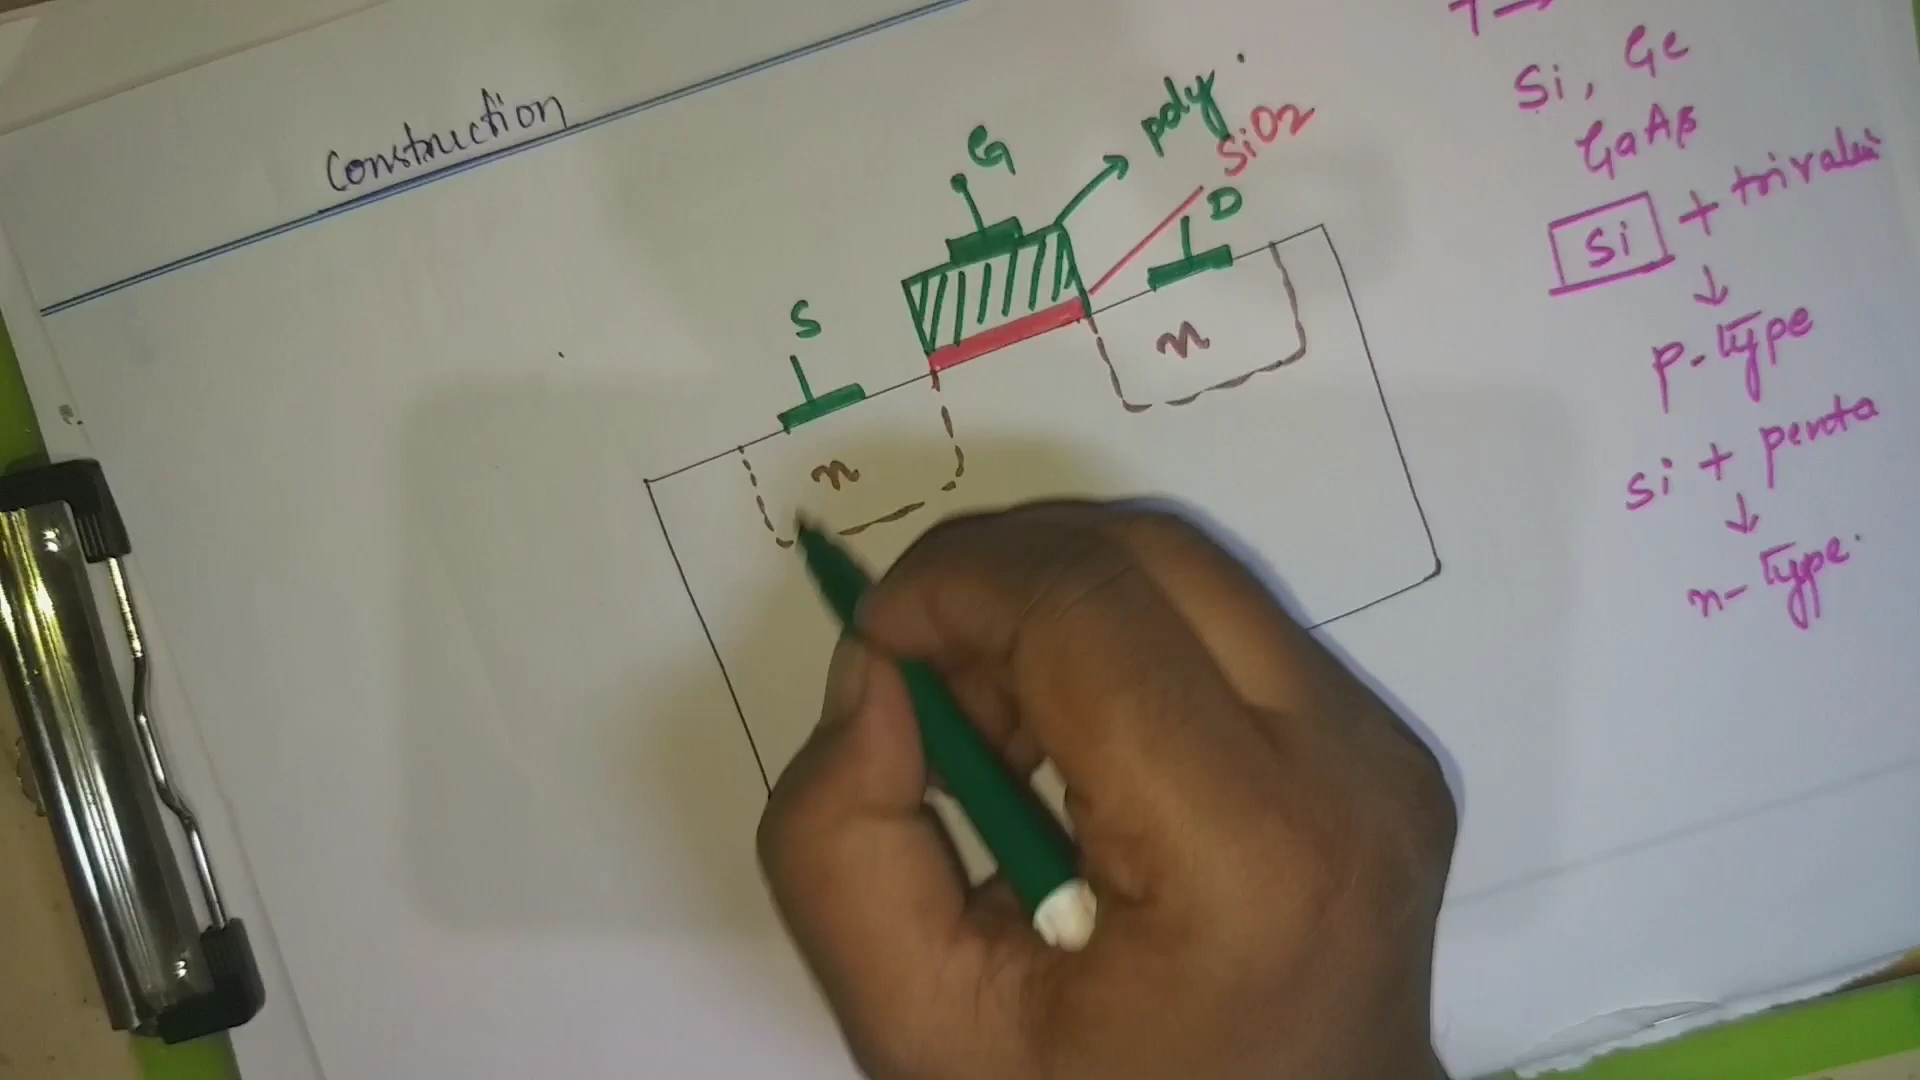 Construction
G
poly.
SiO2
S
D
n
n
Si, Ge
GaAs
Si + trivalent
↓
p-type
Si + penta
↓
n-type.